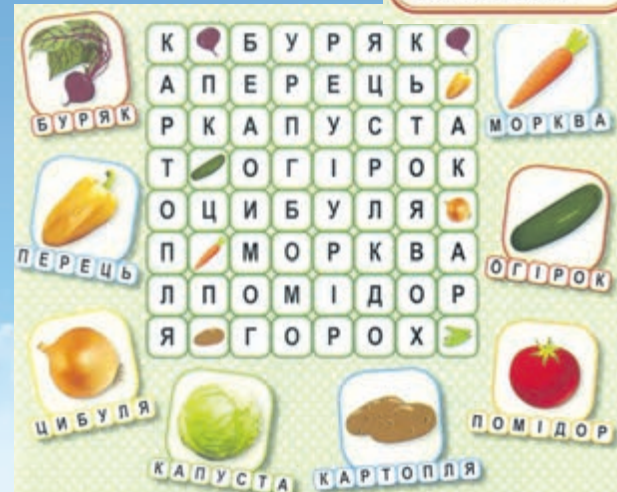 К Б У Р Я К
А П Е Р Е Ц Ь
Р К А П У С Т А
Т О Г І Р О К
О Ц И Б У Л Я
П М О Р К В А
Л П О М І Д О Р
Я Г О Р О Х
БУРЯК
МОРКВА
ПЕРЕЦЬ
ОГІРОК
ЦИБУЛЯ
ПОМІДОР
КАПУСТА
КАРТОПЛЯ